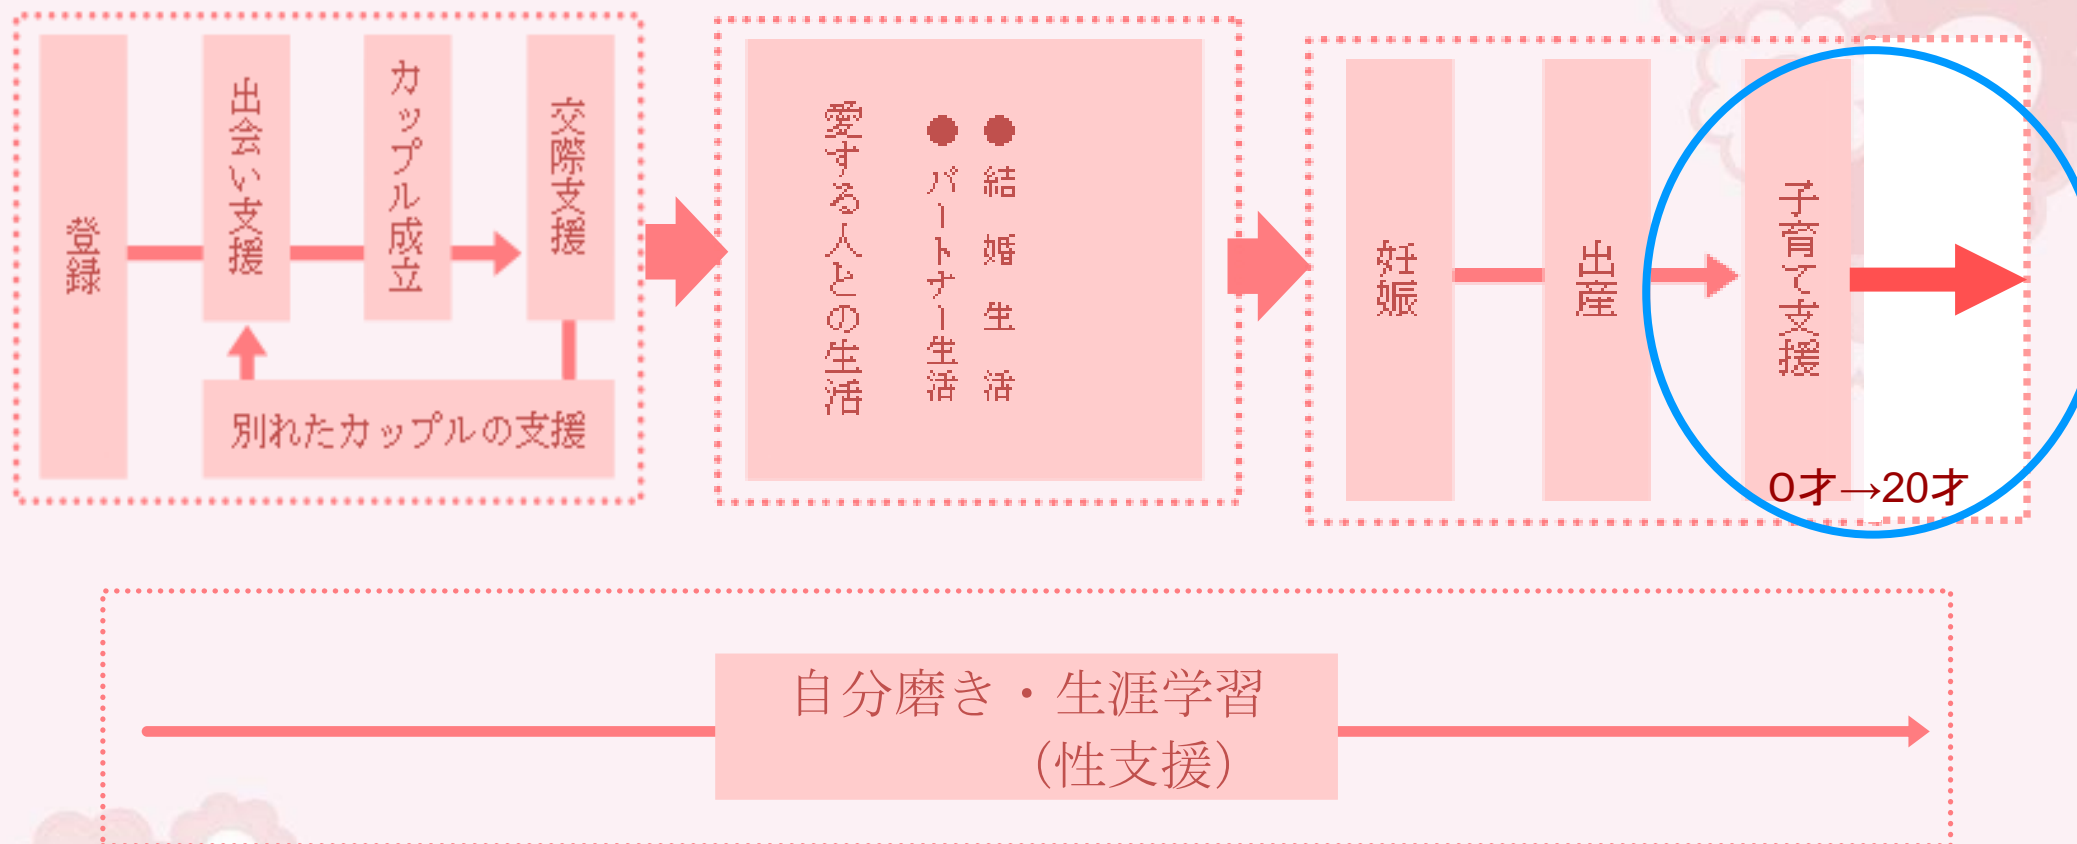 登録
出会い支援
カップル成立
交際支援
別れたカップルの支援
●結婚生活
●パートナー生活
愛する人との生活
妊娠
出産
子育て支援
0才→20才
自分磨き・生涯学習
(性支援)